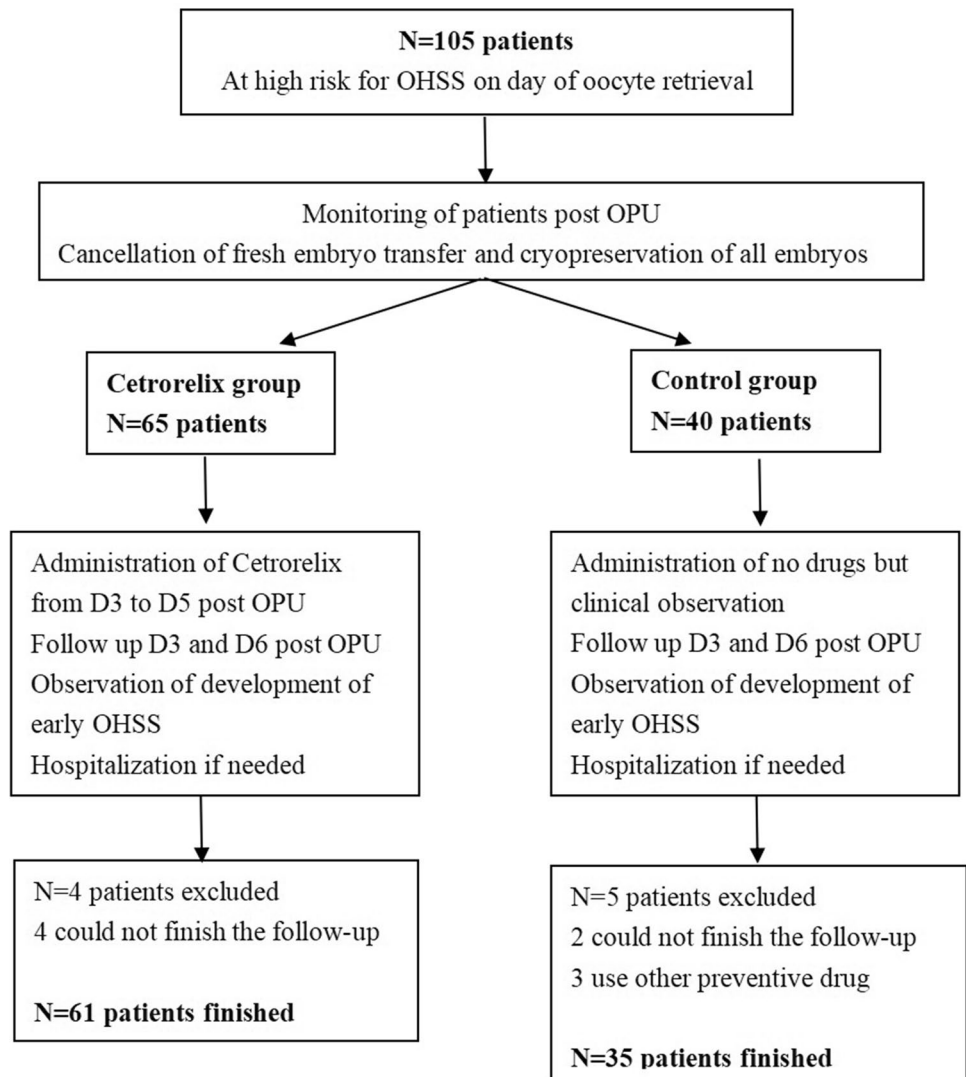 N=105 patients
At high risk for OHSS on day of oocyte retrieval
Monitoring of patients post OPU
Cancellation of fresh embryo transfer and cryopreservation of all embryos
Cetrorelix group
N=65 patients
Control group
N=40 patients
Administration of Cetrorelix
from D3 to D5 post OPU
Follow up D3 and D6 post OPU
Observation of development of
early OHSS
Hospitalization if needed
Administration of no drugs but
clinical observation
Follow up D3 and D6 post OPU
Observation of development of
early OHSS
Hospitalization if needed
N=4 patients excluded
4 could not finish the follow-up
N=61 patients finished
N=5 patients excluded
2 could not finish the follow-up
3 use other preventive drug
N=35 patients finished